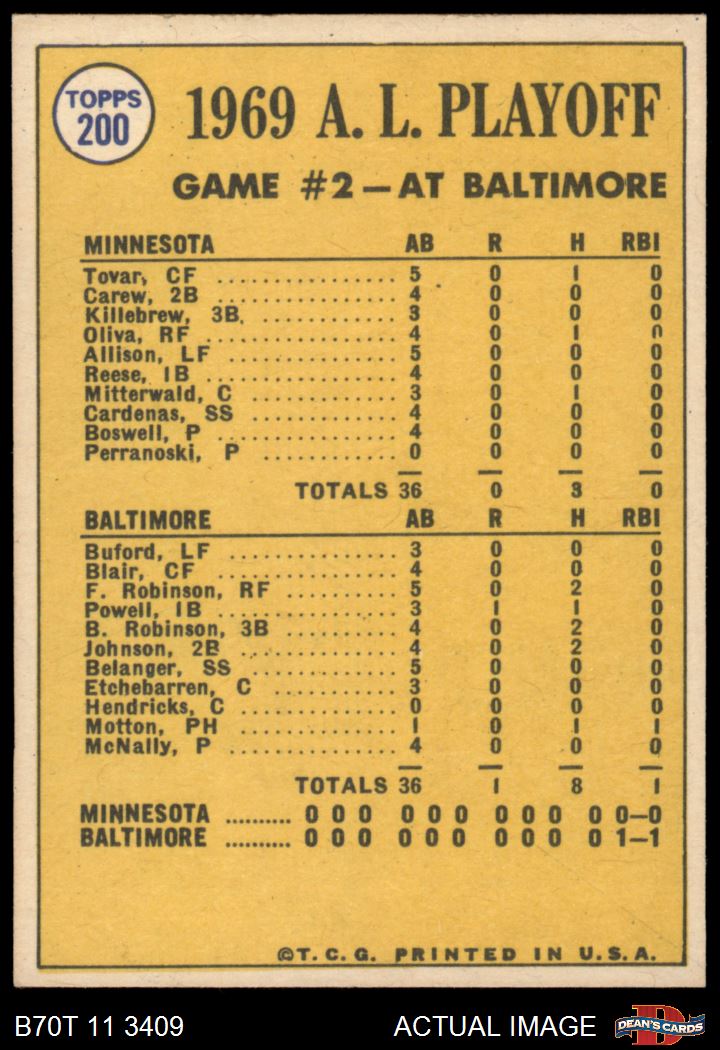 TOPPS
200
1969 A. L. PLAYOFF
GAME #2—AT BALTIMORE
MINNESOTA AB R H RBI
Tovar, CF ................ 5 0 1 0
Carew, 2B ................ 4 0 0 0
Killebrew, 3B. ............ 3 0 0 0
Oliva, RF ................ 4 0 1 0
Allison, LF .............. 5 0 0 0
Reese, 1B ................ 4 0 0 0
Mitterwald, C ............ 3 0 1 0
Cardenas, SS ............. 4 0 0 0
Boswell, P ............... 4 0 0 0
Perranoski, P ............ 0 0 0 0
TOTALS 36 0 3 0
BALTIMORE AB R H RBI
Buford, LF ............... 3 0 0 0
Blair, CF ................ 4 0 0 0
F. Robinson, RF .......... 5 0 2 0
Powell, 1B ............... 3 1 1 0
B. Robinson, 3B .......... 4 0 2 0
Johnson, 2B .............. 4 0 2 0
Belanger, SS ............. 5 0 0 0
Etchebarren, C ........... 3 0 0 0
Hendricks, C ............. 0 0 0 0
Motton, PH ............... 1 0 1 1
McNally, P ............... 4 0 0 0
TOTALS 36 1 8 1
MINNESOTA .......... 0 0 0 0 0 0 0 0 0 0 0—0
BALTIMORE .......... 0 0 0 0 0 0 0 0 0 0 1—1
©T. C. G. PRINTED IN U. S. A.
B70T 11 3409 ACTUAL IMAGE D DEAN'S CARDS